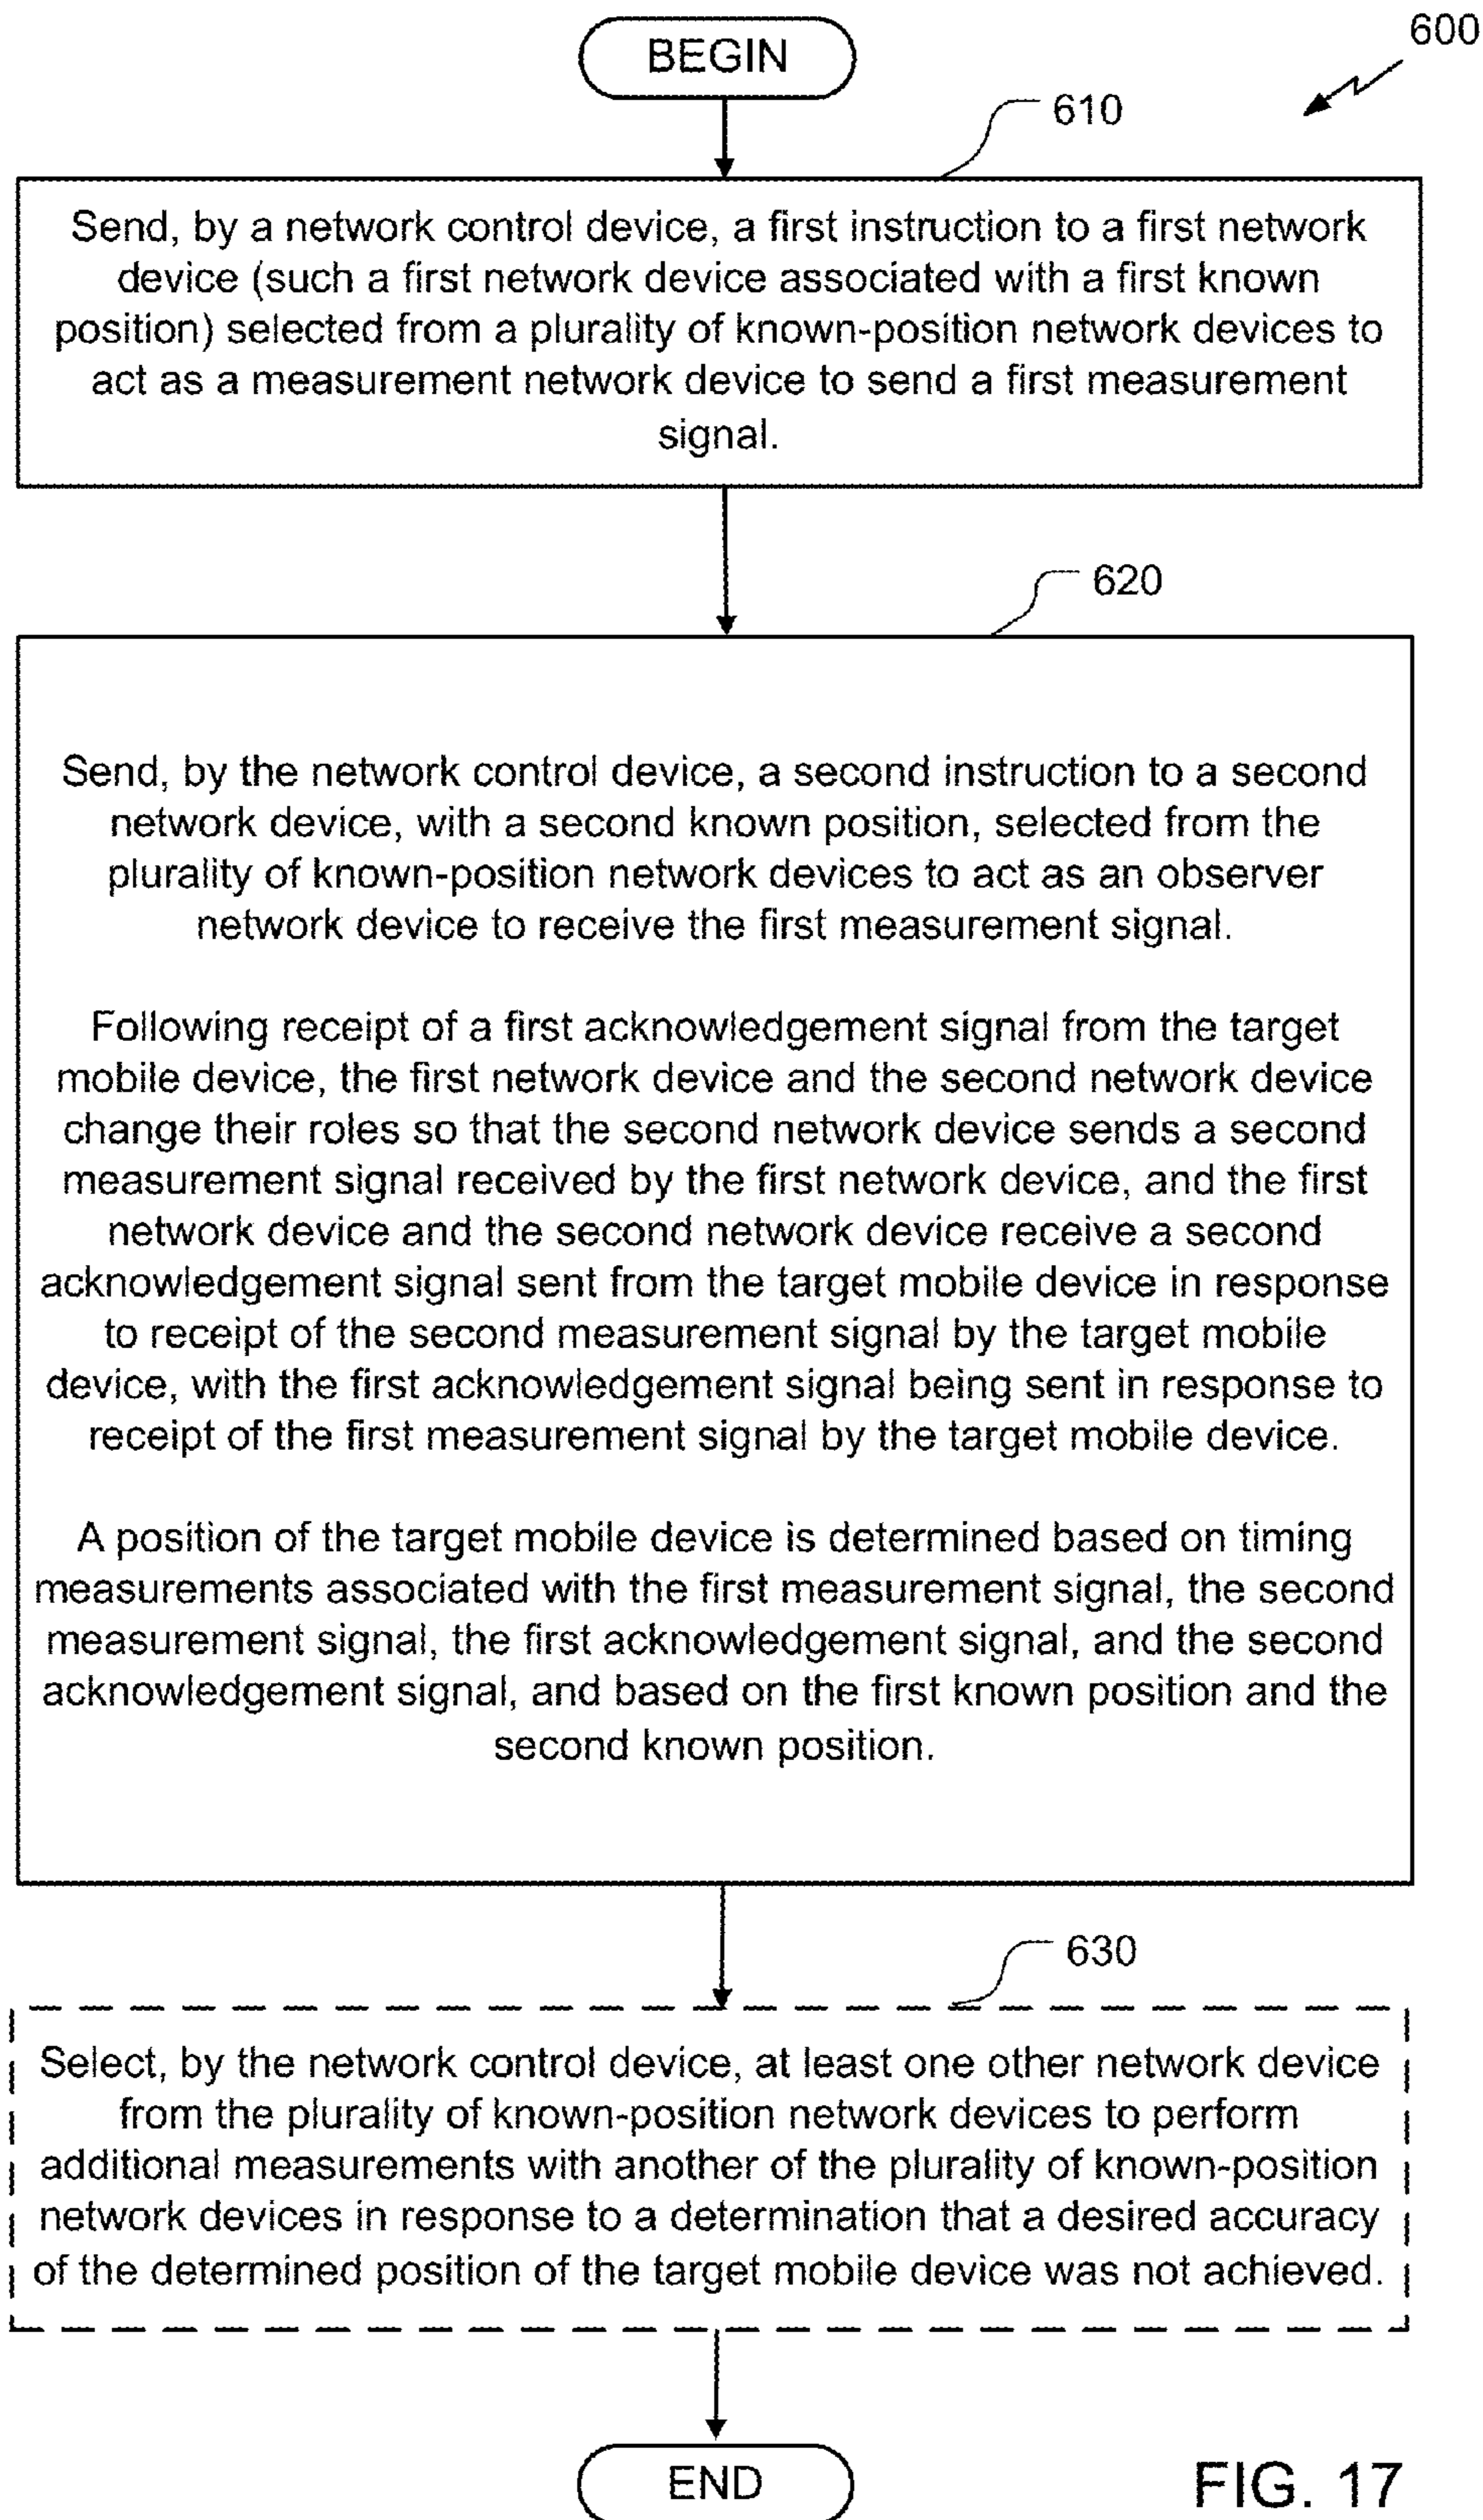 BEGIN
600
610
Send, by a network control device, a first instruction to a first network
device (such a first network device associated with a first known
position) selected from a plurality of known-position network devices to
act as a measurement network device to send a first measurement
signal.
620
Send, by the network control device, a second instruction to a second
network device, with a second known position, selected from the
plurality of known-position network devices to act as an observer
network device to receive the first measurement signal.
Following receipt of a first acknowledgement signal from the target
mobile device, the first network device and the second network device
change their roles so that the second network device sends a second
measurement signal received by the first network device, and the first
network device and the second network device receive a second
acknowledgement signal sent from the target mobile device in response
to receipt of the second measurement signal by the target mobile
device, with the first acknowledgement signal being sent in response to
receipt of the first measurement signal by the target mobile device.
A position of the target mobile device is determined based on timing
measurements associated with the first measurement signal, the second
measurement signal, the first acknowledgement signal, and the second
acknowledgement signal, and based on the first known position and the
second known position.
630
Select, by the network control device, at least one other network device
from the plurality of known-position network devices to perform
additional measurements with another of the plurality of known-position
network devices in response to a determination that a desired accuracy
of the determined position of the target mobile device was not achieved.
END
FIG. 17